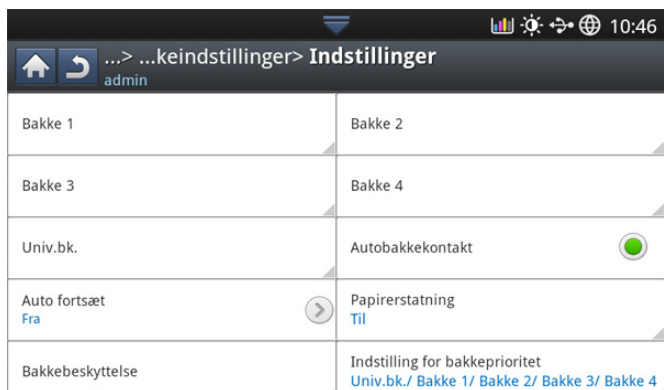 10:46
...> ...keindstillinger> Indstillinger
admin
Bakke 1
Bakke 2
Bakke 3
Bakke 4
Univ.bk.
Autobakkekontakt
Auto fortsæt
Fra
Papirerstatning
Til
Bakkebeskyttelse
Indstilling for bakkeprioritet
Univ.bk./ Bakke 1/ Bakke 2/ Bakke 3/ Bakke 4